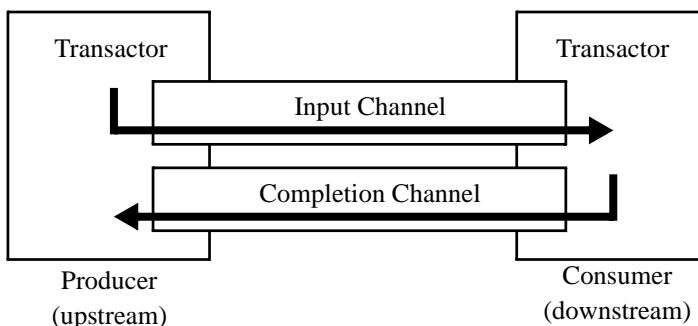 Transactor
Transactor
Input Channel
Completion Channel
Producer
(upstream)
Consumer
(downstream)